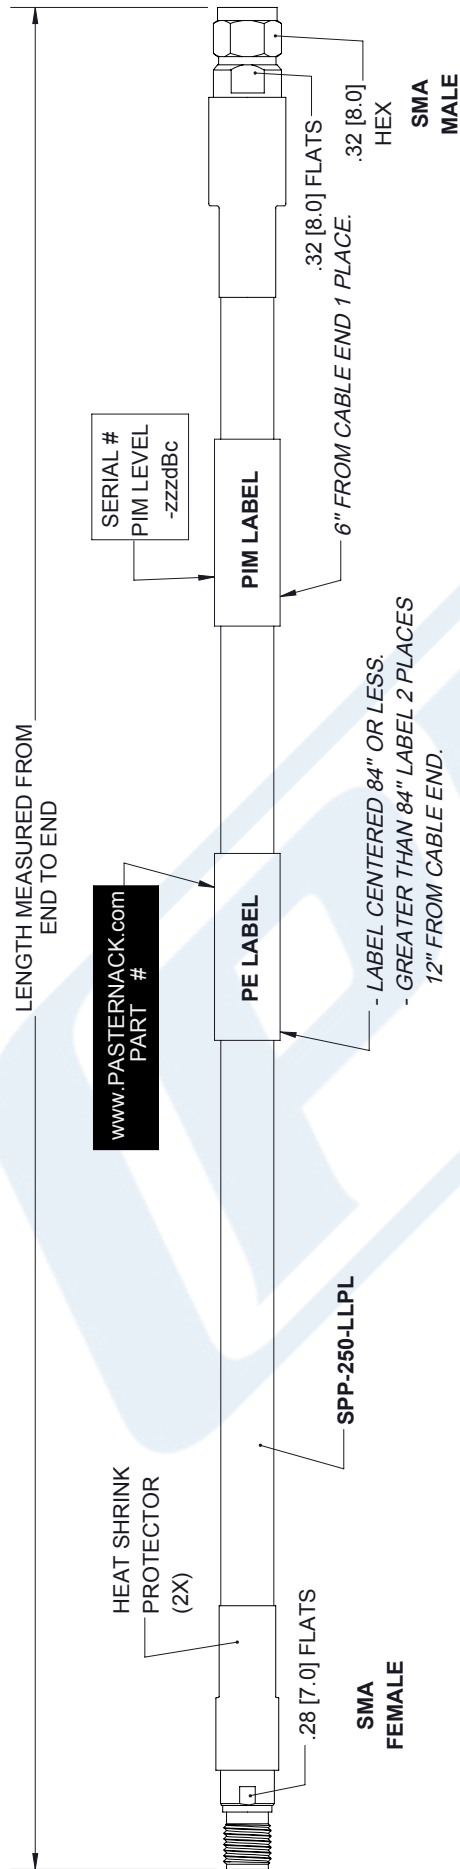 LENGTH MEASURED FROM
END TO END
www.PASTERNACK.com
PART #
SERIAL #
PIM LEVEL
-zzzdBc
HEAT SHRINK
PROTECTOR
(2X)
PE LABEL
PIM LABEL
.28 [7.0] FLATS
SMA
FEMALE
SPP-250-LLPL
- LABEL CENTERED 84" OR LESS.
- GREATER THAN 84" LABEL 2 PLACES
12" FROM CABLE END.
6" FROM CABLE END 1 PLACE.
.32 [8.0] FLATS
.32 [8.0]
HEX
SMA
MALE